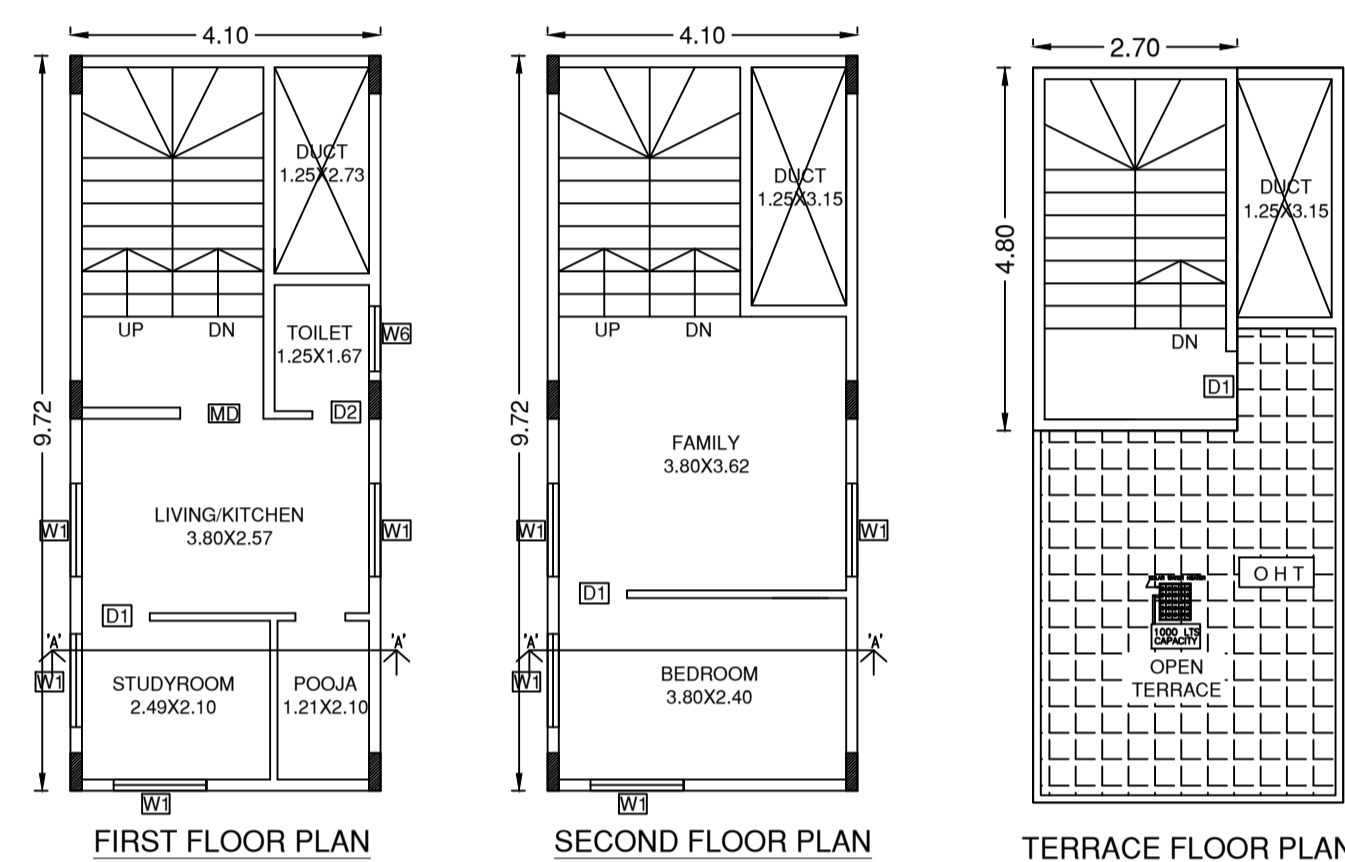 4.10
9.72
DUCT
1.25X2.73
UP
DN
TOILET
1.25X1.67
W6
MD
D2
LIVING/KITCHEN
3.80X2.57
W1
W1
D1
'A'
'A'
W1
STUDYROOM
2.49X2.10
POOJA
1.21X2.10
W1
FIRST FLOOR PLAN
4.10
9.72
DUCT
1.25X3.15
UP
DN
FAMILY
3.80X3.62
W1
W1
D1
'A'
'A'
W1
BEDROOM
3.80X2.40
W1
SECOND FLOOR PLAN
2.70
4.80
DUCT
1.25X3.15
DN
D1
O H T
SOLAR WATER HEATER
1000 LTS
CAPACITY
OPEN
TERRACE
TERRACE FLOOR PLAN